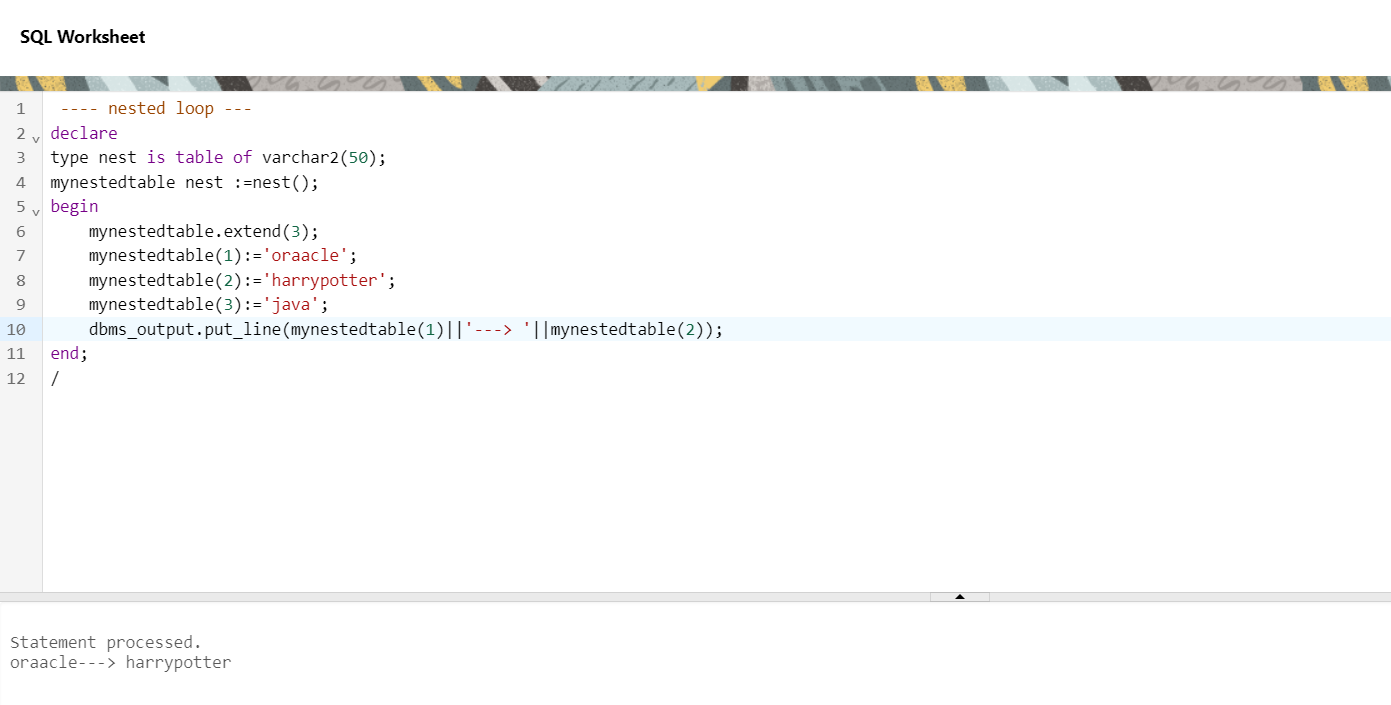 SQL Worksheet
1 ---- nested loop ---
2 declare
3 type nest is table of varchar2(50);
4 mynestedtable nest :=nest();
5 begin
6 mynestedtable.extend(3);
7 mynestedtable(1):='oraacle';
8 mynestedtable(2):='harrypotter';
9 mynestedtable(3):='java';
10 dbms_output.put_line(mynestedtable(1)||'---> '||mynestedtable(2));
11 end;
12 /
Statement processed.
oraacle---> harrypotter